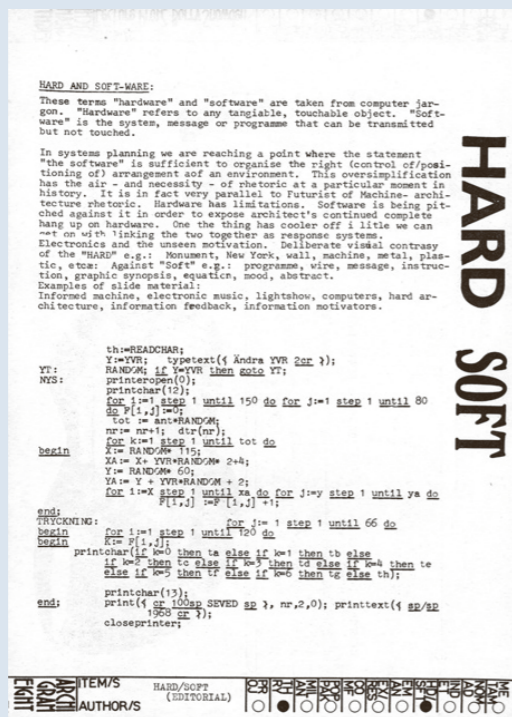 HARD AND SOFT-WARE:
These terms "hardware" and "software" are taken from computer jar-
gon. "Hardware" refers to any tangiable, touchable object. "Soft-
ware" is the system, message or programme that can be transmitted
but not touched.
In systems planning we are reaching a point where the statement
"the software" is sufficient to organise the right (control of/posi-
tioning of) arrangement aof an environment. This oversimplification
has the air - and necessity - of rhetoric at a particular moment in
history. It is in fact very parallel to Futurist of Machine- archi-
tecture rhetoric. Hardware has limitations. Software is being pit-
ched against it in order to expose architect's continued complete
hang up on hardware. One the thing has cooler off i litle we can
get on with linking the two together as response systems.
Electronics and the unseen motivation. Deliberate visual contrasy
of the "HARD" e.g.: Monument, New York, wall, machine, metal, plas-
tic, etc: Against "Soft" e.g.: programme, wire, message, instruc-
tion, graphic synopsis, equation, mood, abstract.
Examples of slide material:
Informed machine, electronic music, lightshow, computers, hard ar-
chitecture, information feedback, information motivators.
HARD SOFT
th:=READCHAR;
Y:=YVR; typetext({ Ändra YVR 2cr });
YT: RANDOM; if Y=YVR then goto YT;
NYS: printeropen(0);
printchar(12);
for i:=1 step 1 until 150 do for j:=1 step 1 until 80
do F[i,j]:=0;
tot := ant*RANDOM;
nr:= nr+1; dtr(nr);
for k:=1 step 1 until tot do
begin X:= RANDOM* 115;
XA:= X+ YVR*RANDOM* 2+4;
Y:= RANDOM* 60;
YA:= Y + YVR*RANDOM + 2;
for i:=X step 1 until xa do for j:=y step 1 until ya do
F[i,j] :=F [i,j] +1;
end;
TRYCKNING: for j:= 1 step 1 until 66 do
begin for i:=1 step 1 until 120 do
begin K:= F[i,j];
printchar(if k=0 then ta else if k=1 then tb else
if k=2 then tc else if k=3 then td else if k=4 then te
else if k=5 then tf else if k=6 then tg else th);
printchar(13);
end; print({ cr 100sp SEVED sp }, nr,2,0); printtext({ sp/sp
1968 cr });
closeprinter;
ARCHI
GRAM
EIGHT
ITEM/S HARD/SOFT
(EDITORIAL)
AUTHOR/S